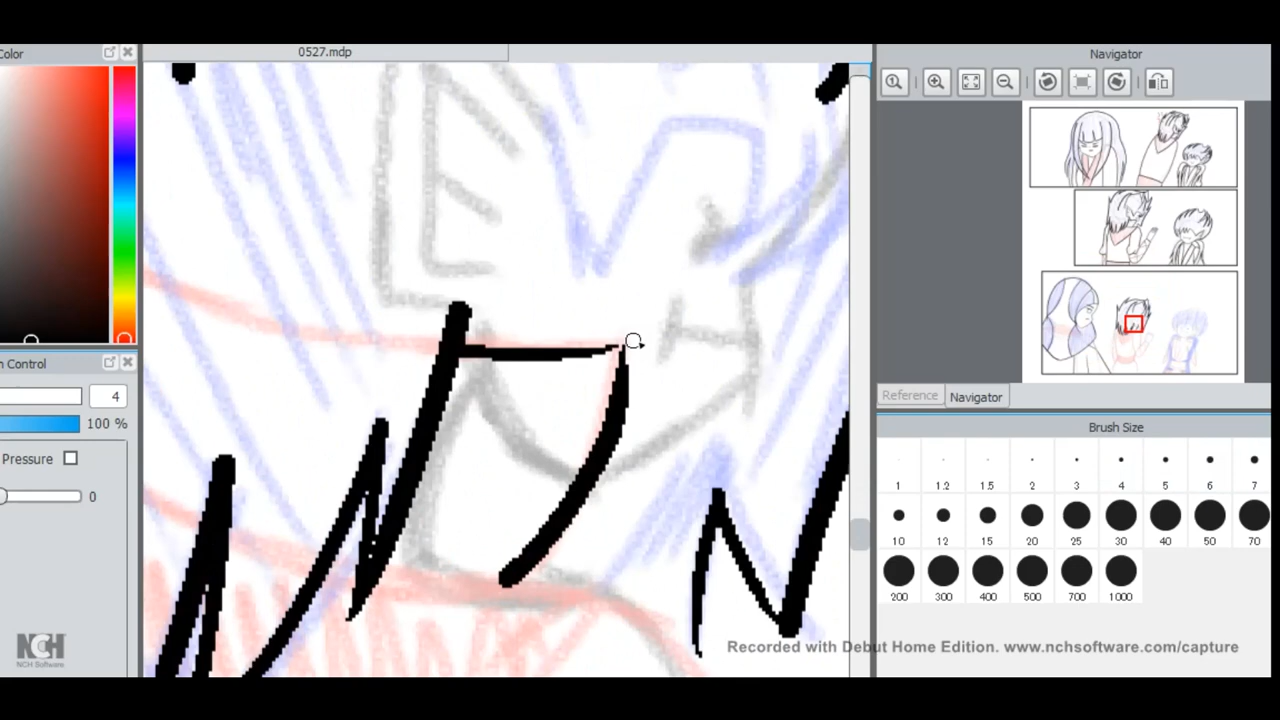 Color
0527.mdp
Navigator
Control
4
100 %
Pressure
0
Reference
Navigator
Brush Size
1 1.2 1.5 2 3 4 5 6 7
10 12 15 20 25 30 40 50 70
200 300 400 500 700 1000
NCH
NCH Software
Recorded with Debut Home Edition. www.nchsoftware.com/capture